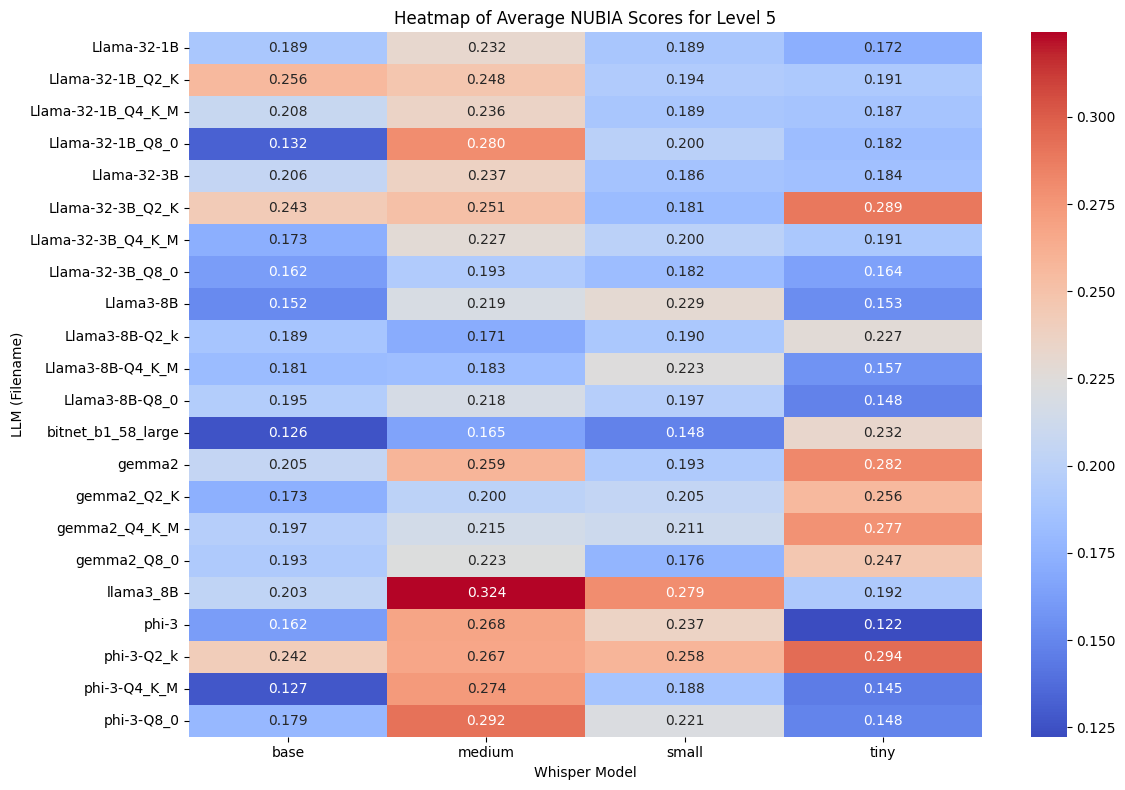 Heatmap of Average NUBIA Scores for Level 5
LLM (Filename)
Llama-32-1B 0.189 0.232 0.189 0.172
Llama-32-1B_Q2_K 0.256 0.248 0.194 0.191
Llama-32-1B_Q4_K_M 0.208 0.236 0.189 0.187
Llama-32-1B_Q8_0 0.132 0.280 0.200 0.182
Llama-32-3B 0.206 0.237 0.186 0.184
Llama-32-3B_Q2_K 0.243 0.251 0.181 0.289
Llama-32-3B_Q4_K_M 0.173 0.227 0.200 0.191
Llama-32-3B_Q8_0 0.162 0.193 0.182 0.164
Llama3-8B 0.152 0.219 0.229 0.153
Llama3-8B-Q2_k 0.189 0.171 0.190 0.227
Llama3-8B-Q4_K_M 0.181 0.183 0.223 0.157
Llama3-8B-Q8_0 0.195 0.218 0.197 0.148
bitnet_b1_58_large 0.126 0.165 0.148 0.232
gemma2 0.205 0.259 0.193 0.282
gemma2_Q2_K 0.173 0.200 0.205 0.256
gemma2_Q4_K_M 0.197 0.215 0.211 0.277
gemma2_Q8_0 0.193 0.223 0.176 0.247
llama3_8B 0.203 0.324 0.279 0.192
phi-3 0.162 0.268 0.237 0.122
phi-3-Q2_k 0.242 0.267 0.258 0.294
phi-3-Q4_K_M 0.127 0.274 0.188 0.145
phi-3-Q8_0 0.179 0.292 0.221 0.148
base medium small tiny
Whisper Model
0.300
0.275
0.250
0.225
0.200
0.175
0.150
0.125